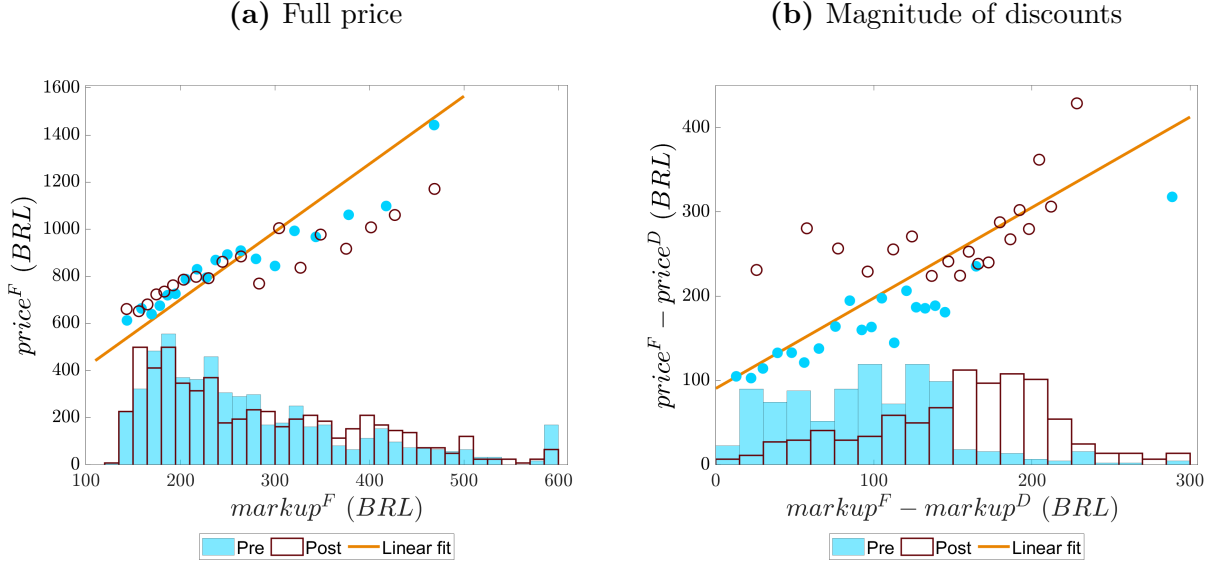 (a) Full price
(b) Magnitude of discounts
1600
1400
1200
1000
800
600
400
200
0
100 200 300 400 500 600
price^F (BRL)
markup^F (BRL)
Pre Post Linear fit
400
300
200
100
0
0 100 200 300
price^F − price^D (BRL)
markup^F − markup^D (BRL)
Pre Post Linear fit